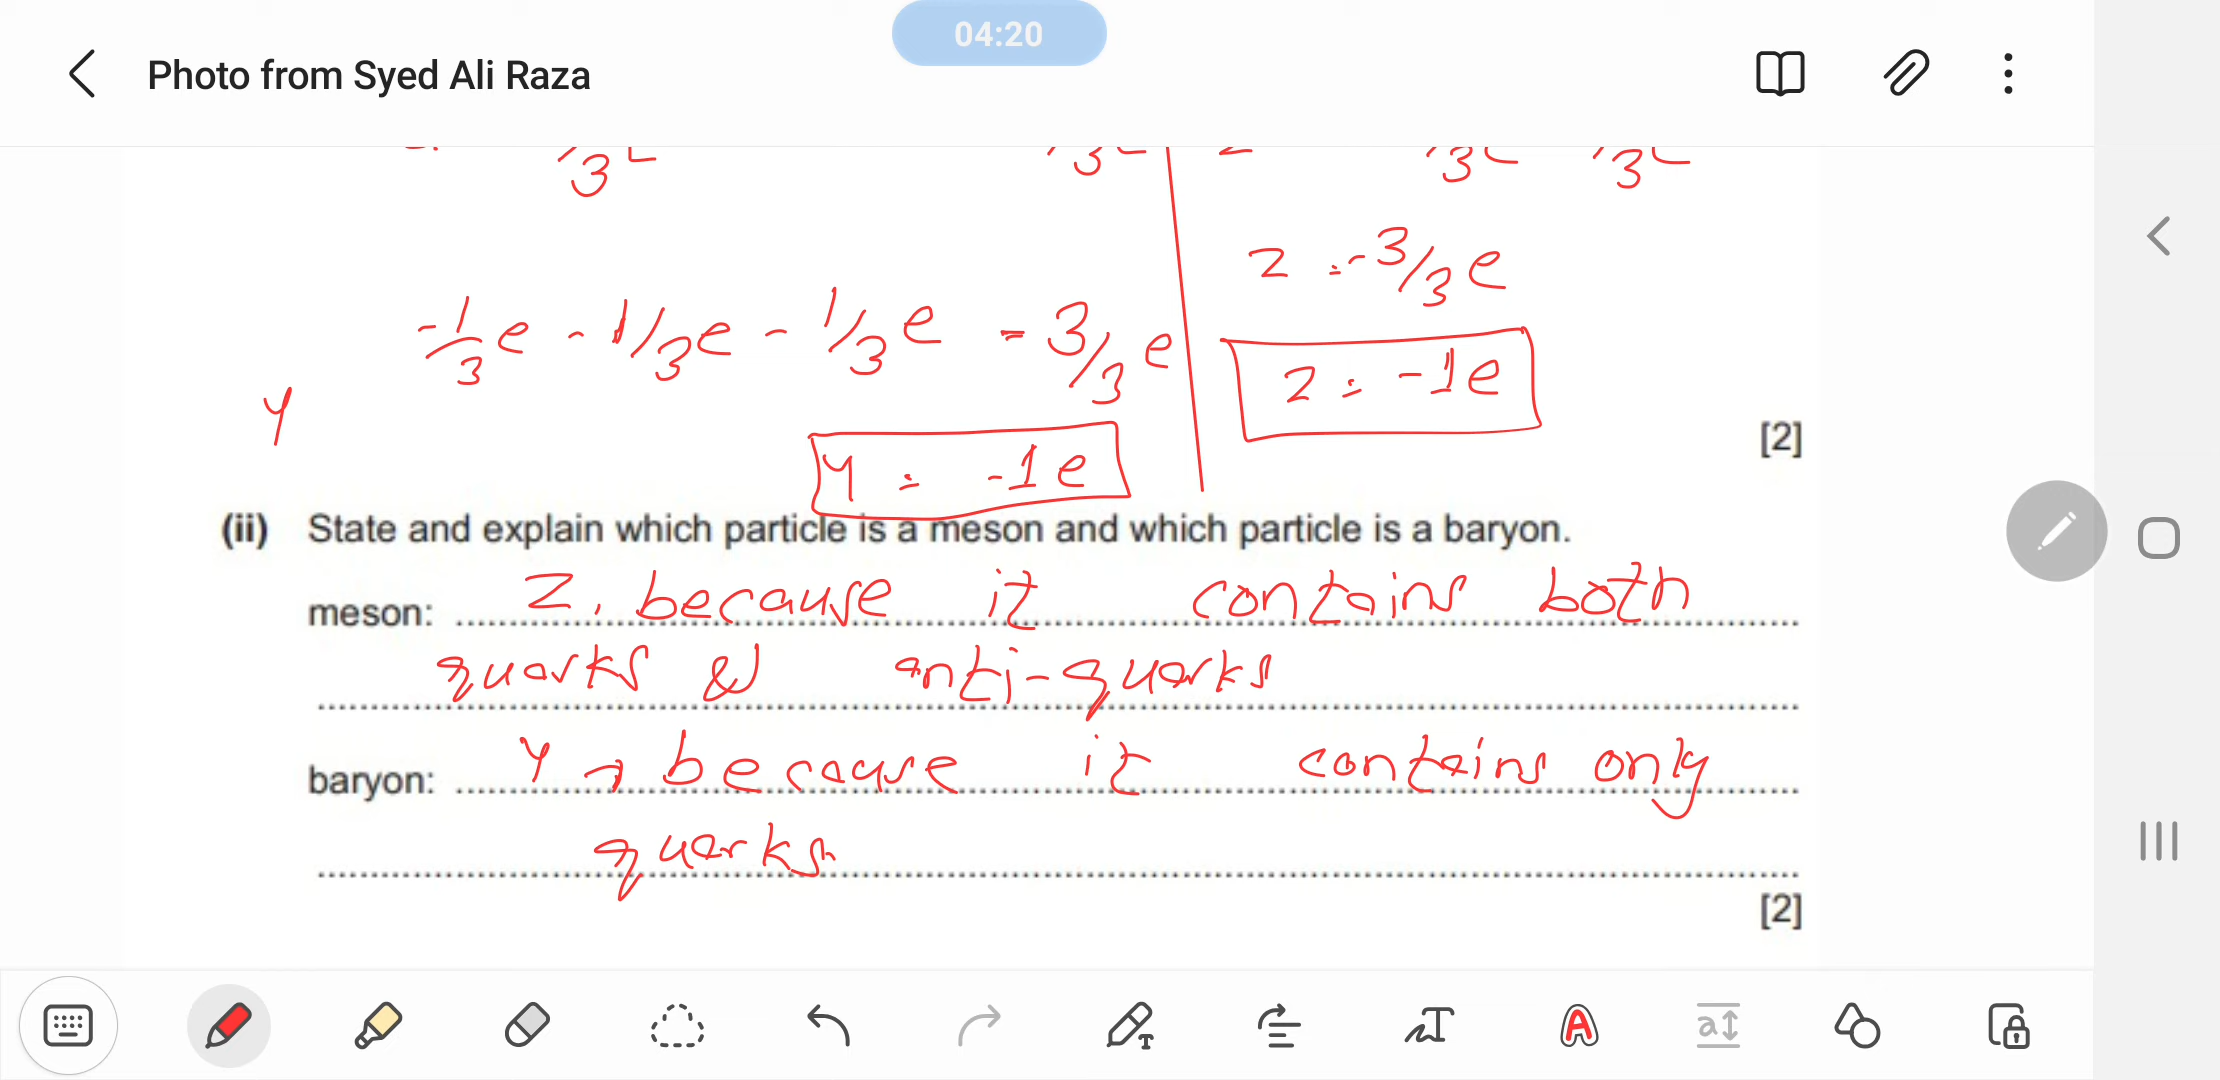 04:20
Photo from Syed Ali Raza
z = -3/3 e
-1/3 e - 1/3 e - 1/3 e = 3/3 e
z = -1e
y
[2]
y = -1e
(ii) State and explain which particle is a meson and which particle is a baryon.
meson: Z, because it contains both
quarks & anti-quarks
baryon: Y → because it contains only
quarks
[2]